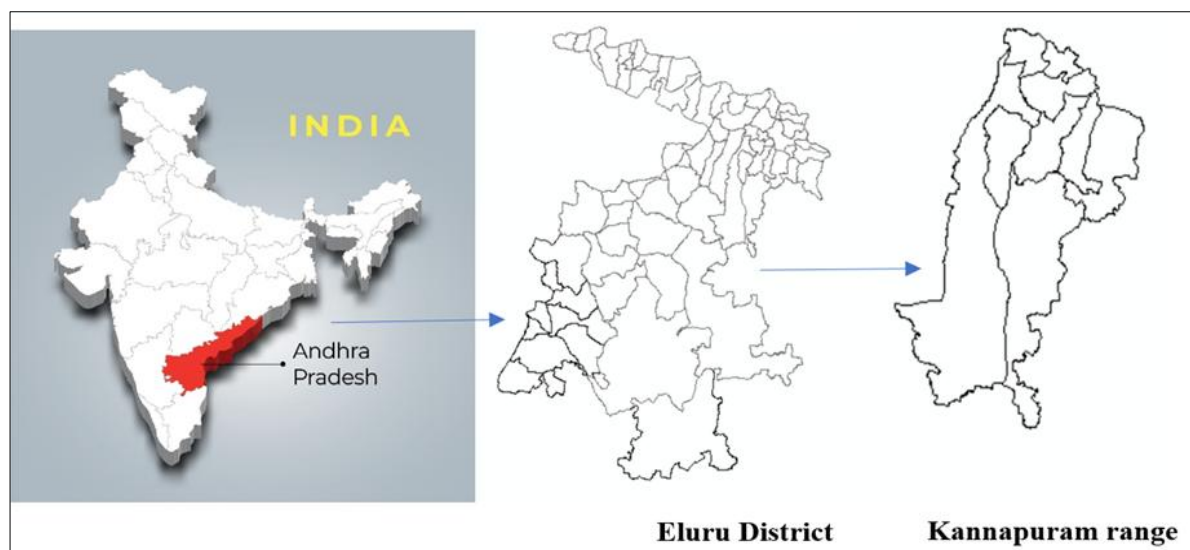 INDIA
Andhra
Pradesh
Eluru District
Kannapuram range